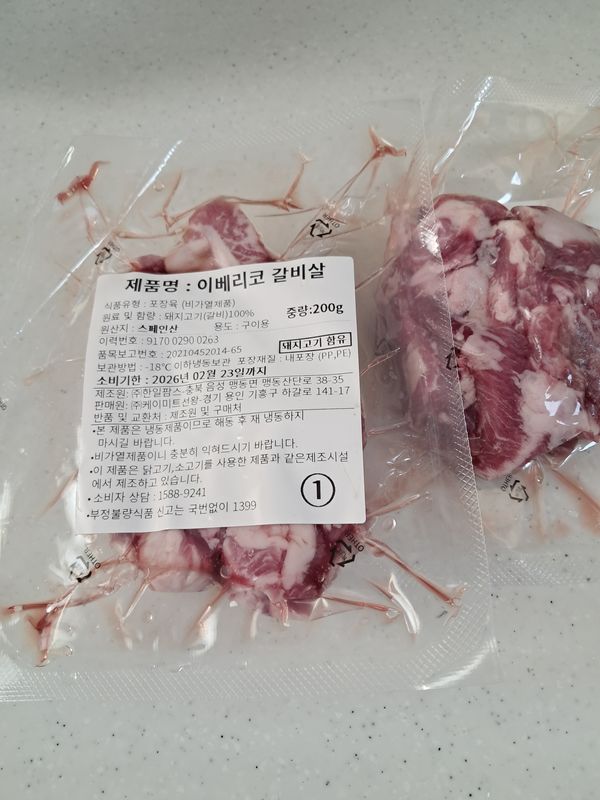 제품명 : 이베리코 갈비살
식품유형 : 포장육 (비가열제품)
원료 및 함량 : 돼지고기(갈비)100% 중량:200g
원산지 : 스페인산 용도 : 구이용
이력번호 : 9170 0290 0263
품목보고번호 : 20210452014-65 돼지고기 함유
보관방법 : -18℃ 이하냉동보관 포장재질 : 내포장 (PP,PE)
소비기한 : 2026년 02월 23일까지
제조원: ㈜한일팜스·충북 음성 맹동면 맹동산단로 38-35
판매원: ㈜케이미트선왕·경기 용인 기흥구 하갈로 141-17
반품 및 교환처 : 제조원 및 구매처
•본 제품은 냉동제품이므로 해동 후 재 냉동하지
마시길 바랍니다.
•비가열제품이니 충분히 익혀드시기 바랍니다.
•이 제품은 닭고기,소고기를 사용한 제품과 같은제조시설
에서 제조하고 있습니다.
•소비자 상담 : 1588-9241
•부정불량식품 신고는 국번없이 1399
1
OTHER
OTHER
OTHER